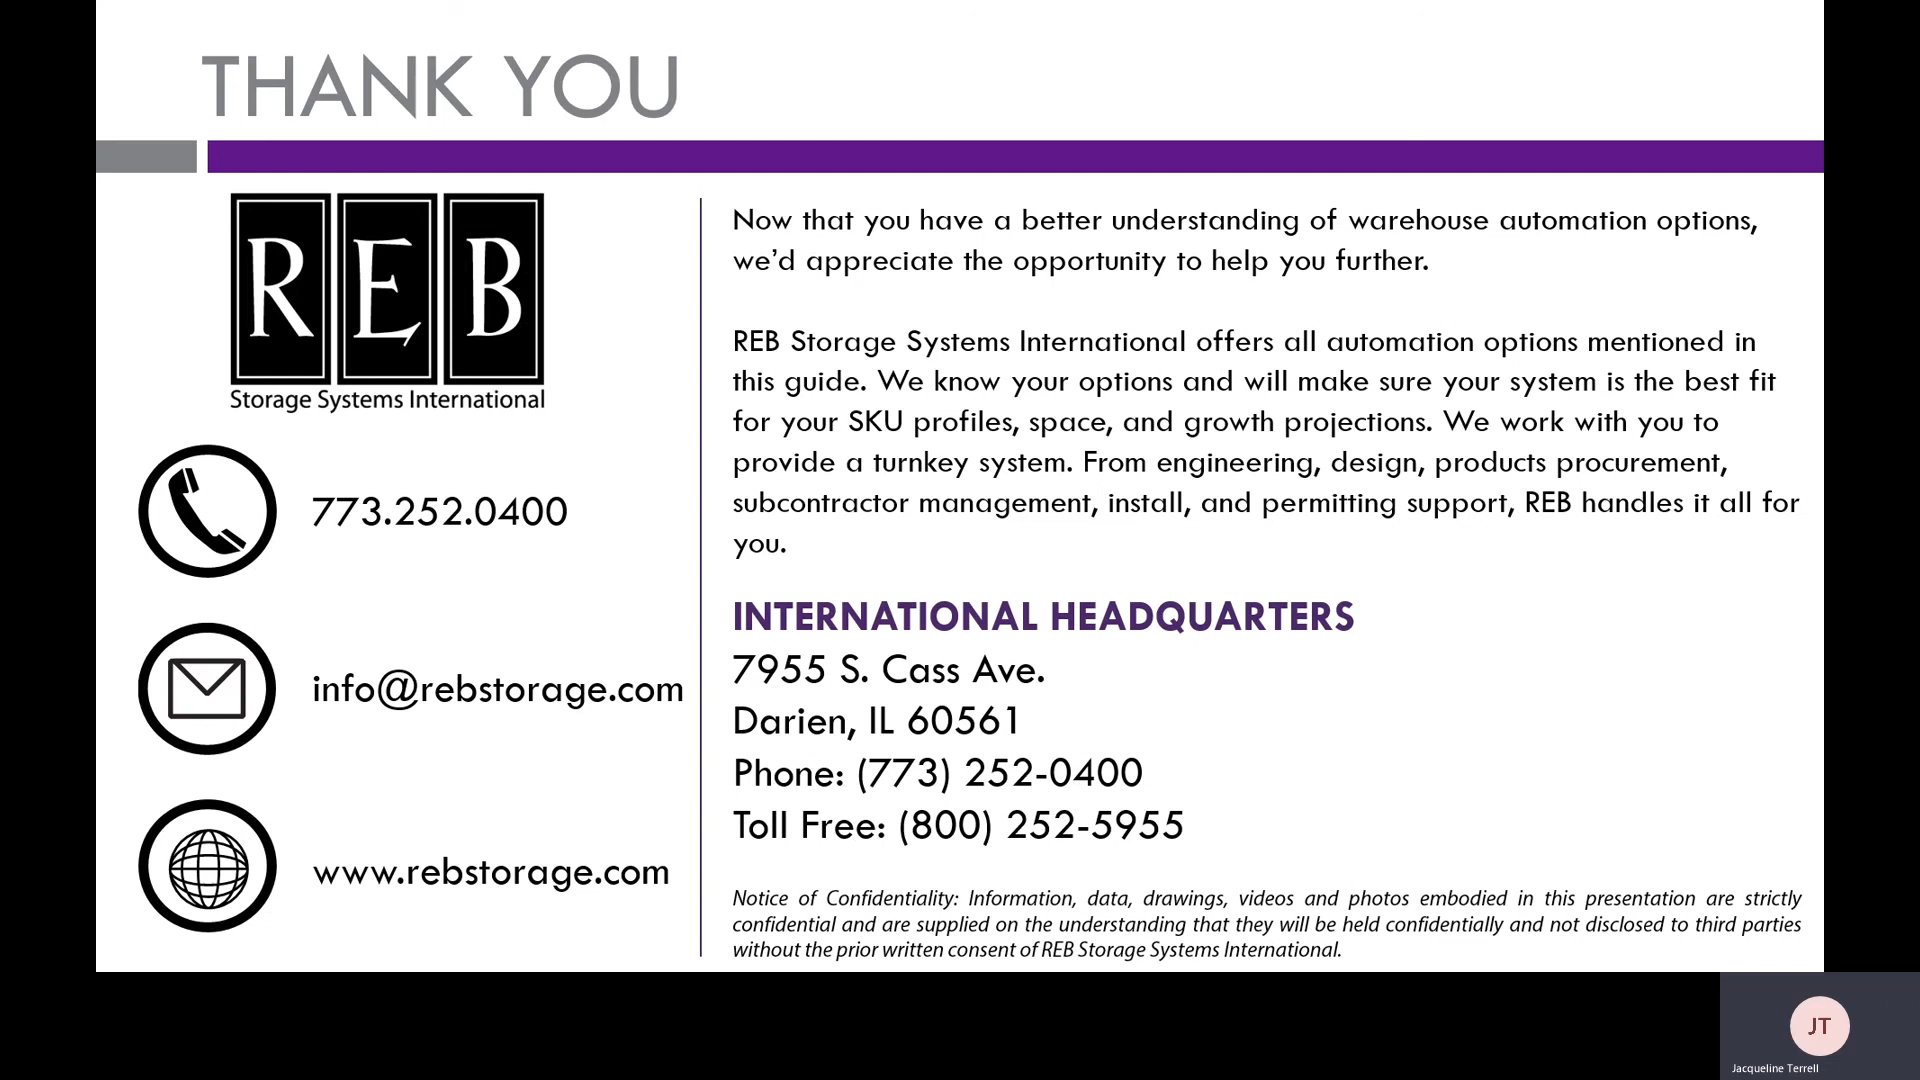 THANK YOU
REB
Storage Systems International
773.252.0400
info@rebstorage.com
www.rebstorage.com
Now that you have a better understanding of warehouse automation options,
we’d appreciate the opportunity to help you further.
REB Storage Systems International offers all automation options mentioned in
this guide. We know your options and will make sure your system is the best fit
for your SKU profiles, space, and growth projections. We work with you to
provide a turnkey system. From engineering, design, products procurement,
subcontractor management, install, and permitting support, REB handles it all for
you.
INTERNATIONAL HEADQUARTERS
7955 S. Cass Ave.
Darien, IL 60561
Phone: (773) 252-0400
Toll Free: (800) 252-5955
Notice of Confidentiality: Information, data, drawings, videos and photos embodied in this presentation are strictly
confidential and are supplied on the understanding that they will be held confidentially and not disclosed to third parties
without the prior written consent of REB Storage Systems International.
JT
Jacqueline Terrell